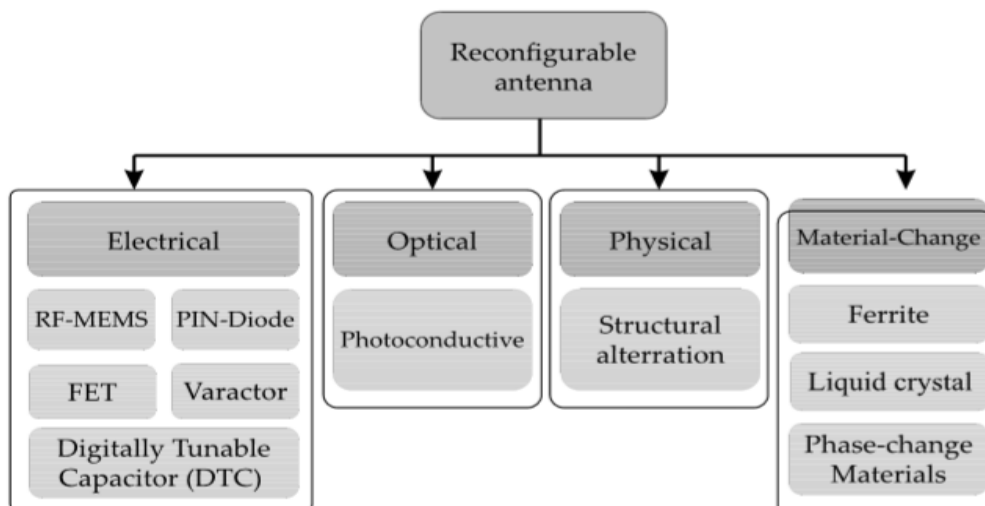 Reconfigurable
antenna
Electrical
Optical
Physical
Material-Change
RF-MEMS
PIN-Diode
FET
Varactor
Digitally Tunable
Capacitor (DTC)
Photoconductive
Structural
alterration
Ferrite
Liquid crystal
Phase-change
Materials